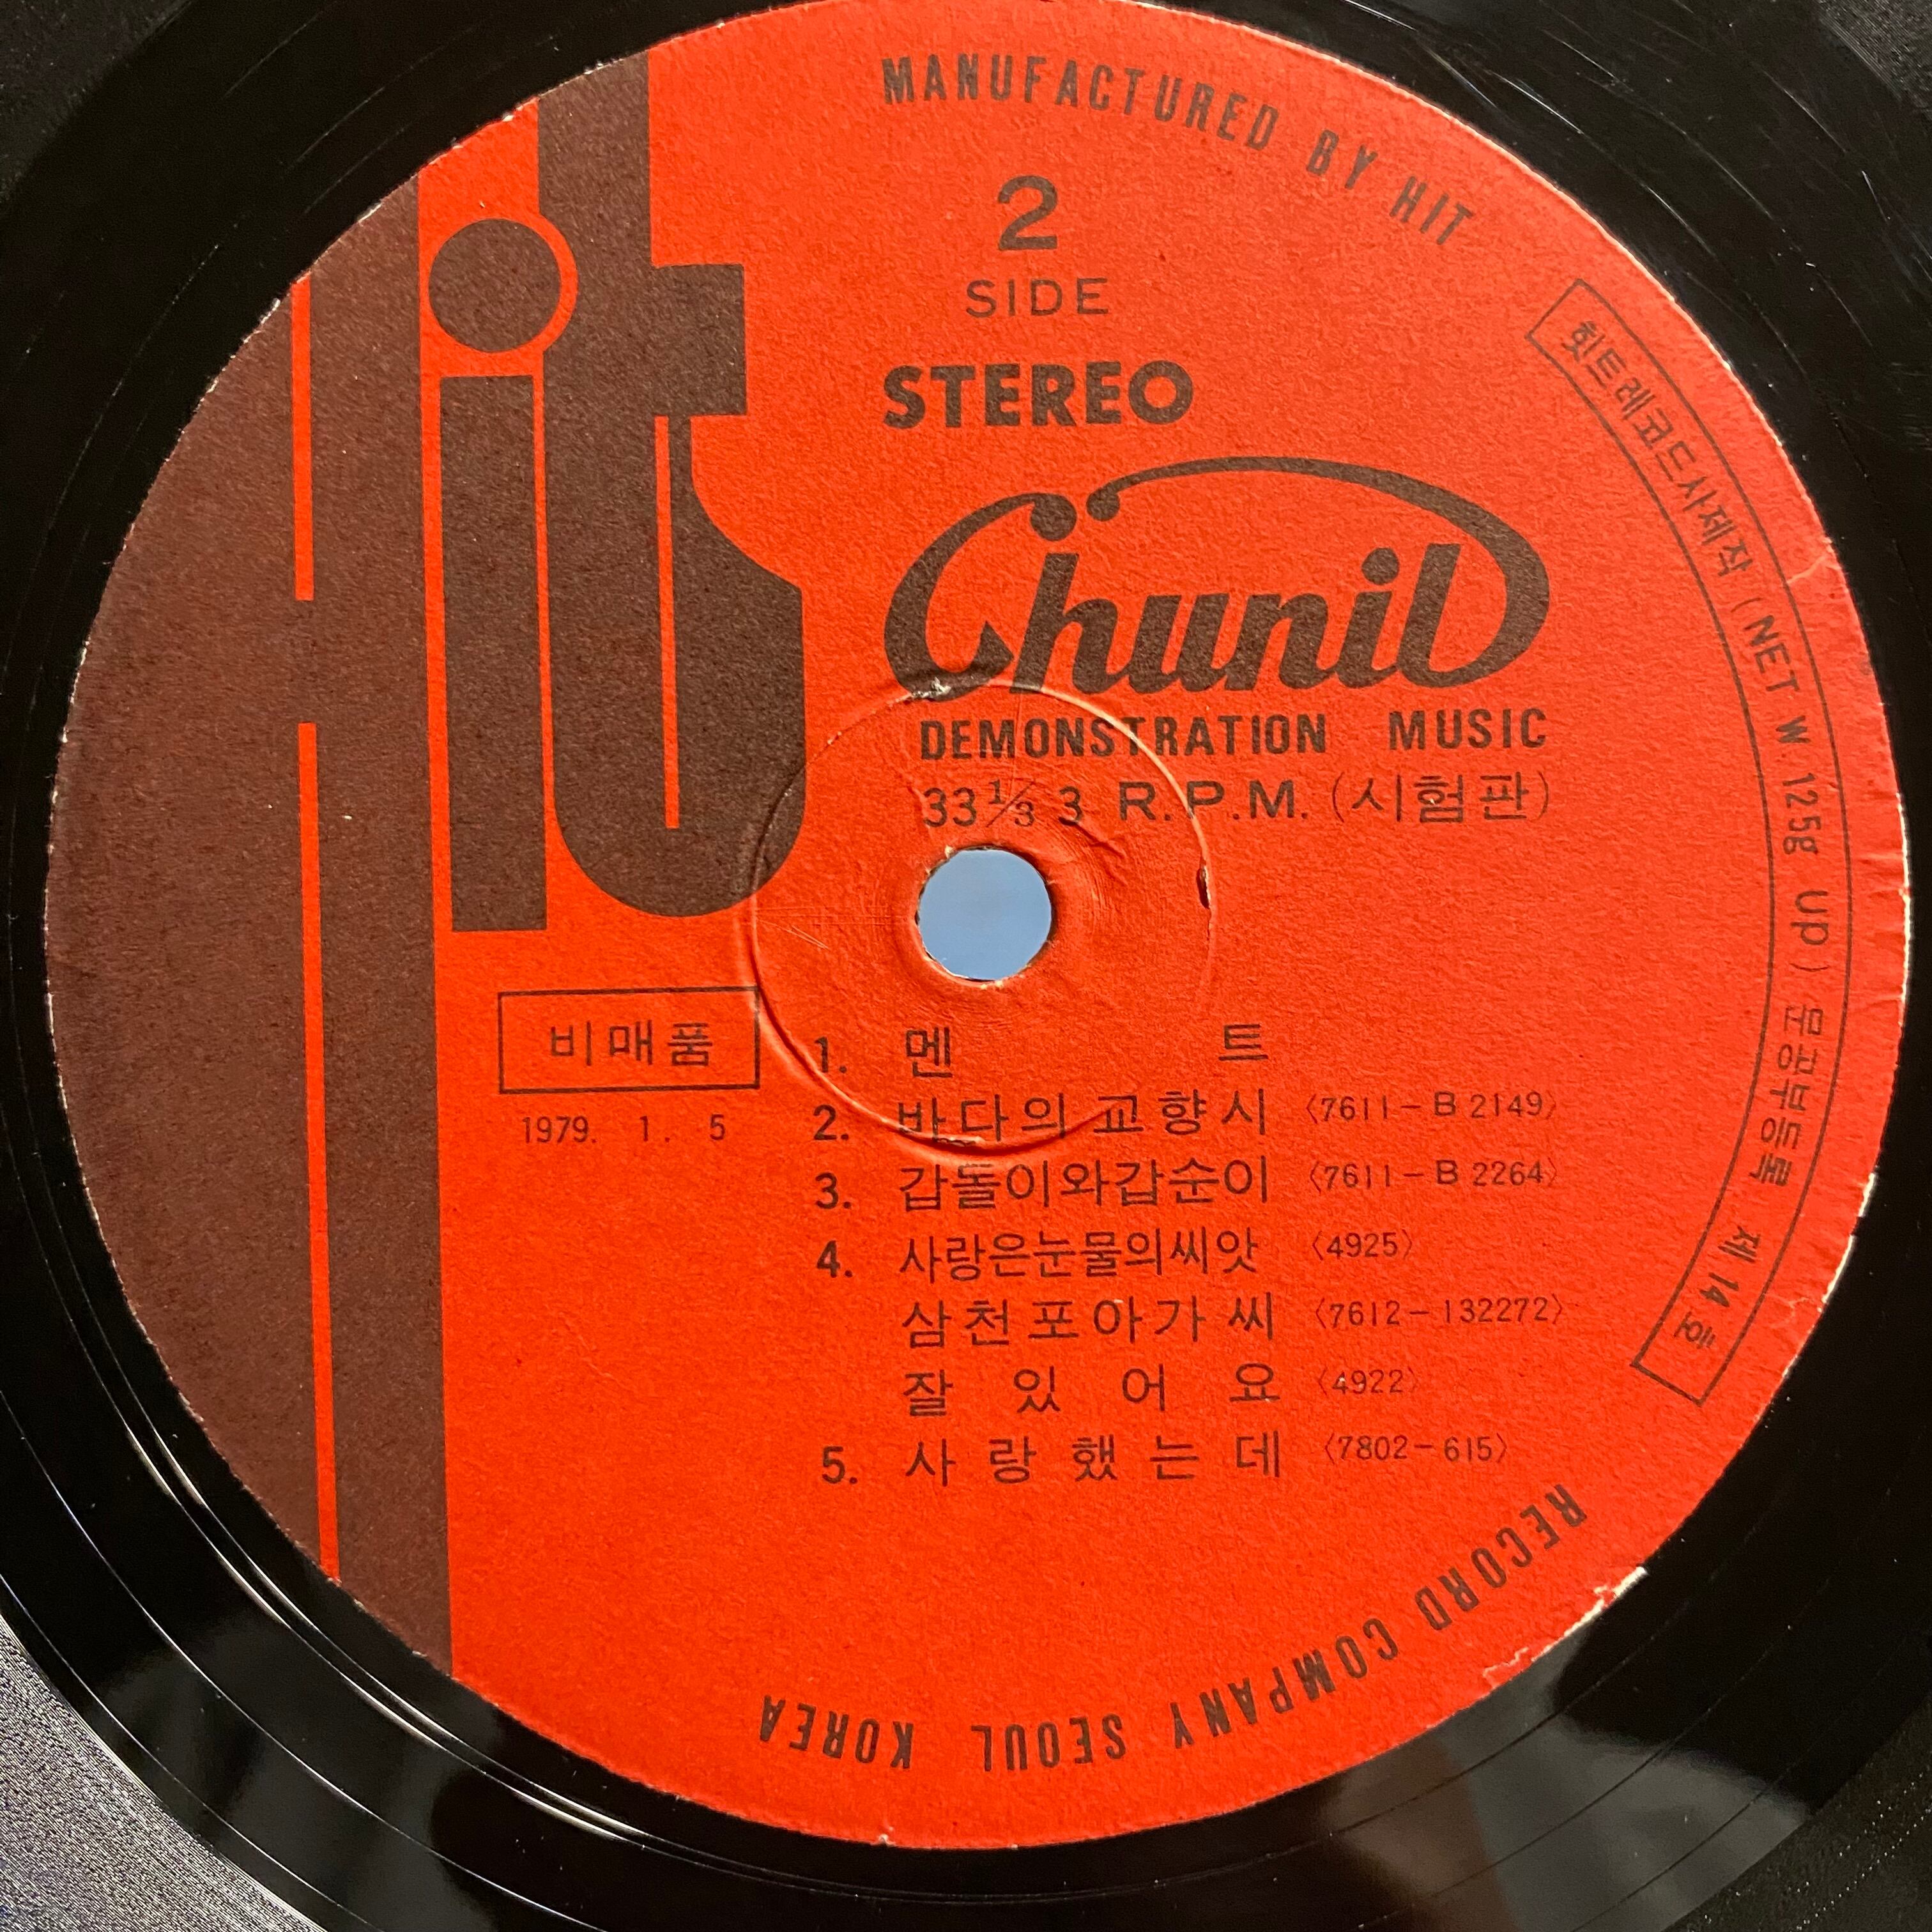 MANUFACTURED BY HIT
Hit
2
SIDE
STEREO
Chunil
DEMONSTRATION MUSIC
33 1/3 3 R.P.M. (시험판)
힛트레코드사제작 (NET W. 125g UP) 문공부등록 제 14 호
비매품
1979. 1. 5
1. 멘 트
2. 바다의 교향시 〈7611-B 2149〉
3. 갑돌이와갑순이 〈7611-B 2264〉
4. 사랑은눈물의씨앗 〈4925〉
삼천포아가씨 〈7612-132272〉
잘 있 어 요 〈4922〉
5. 사 랑 했 는 데 〈7802-615〉
RECORD COMPANY SEOUL KOREA